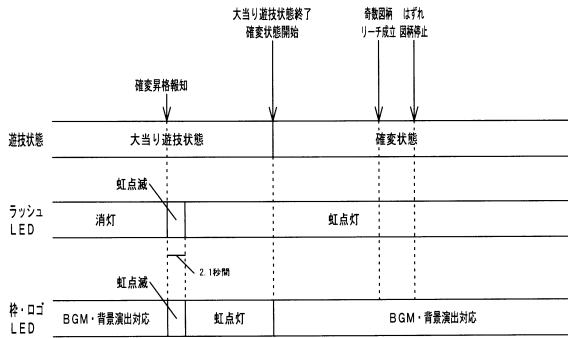 大当り遊技状態終了
確変状態開始
奇数図柄
リーチ成立
はずれ
図柄停止
確変昇格報知
遊技状態
大当り遊技状態
確変状態
虹点滅
ラッシュ
LED
消灯
虹点灯
2.1秒間
虹点滅
枠・ロゴ
LED
BGM・背景演出対応
虹点灯
BGM・背景演出対応